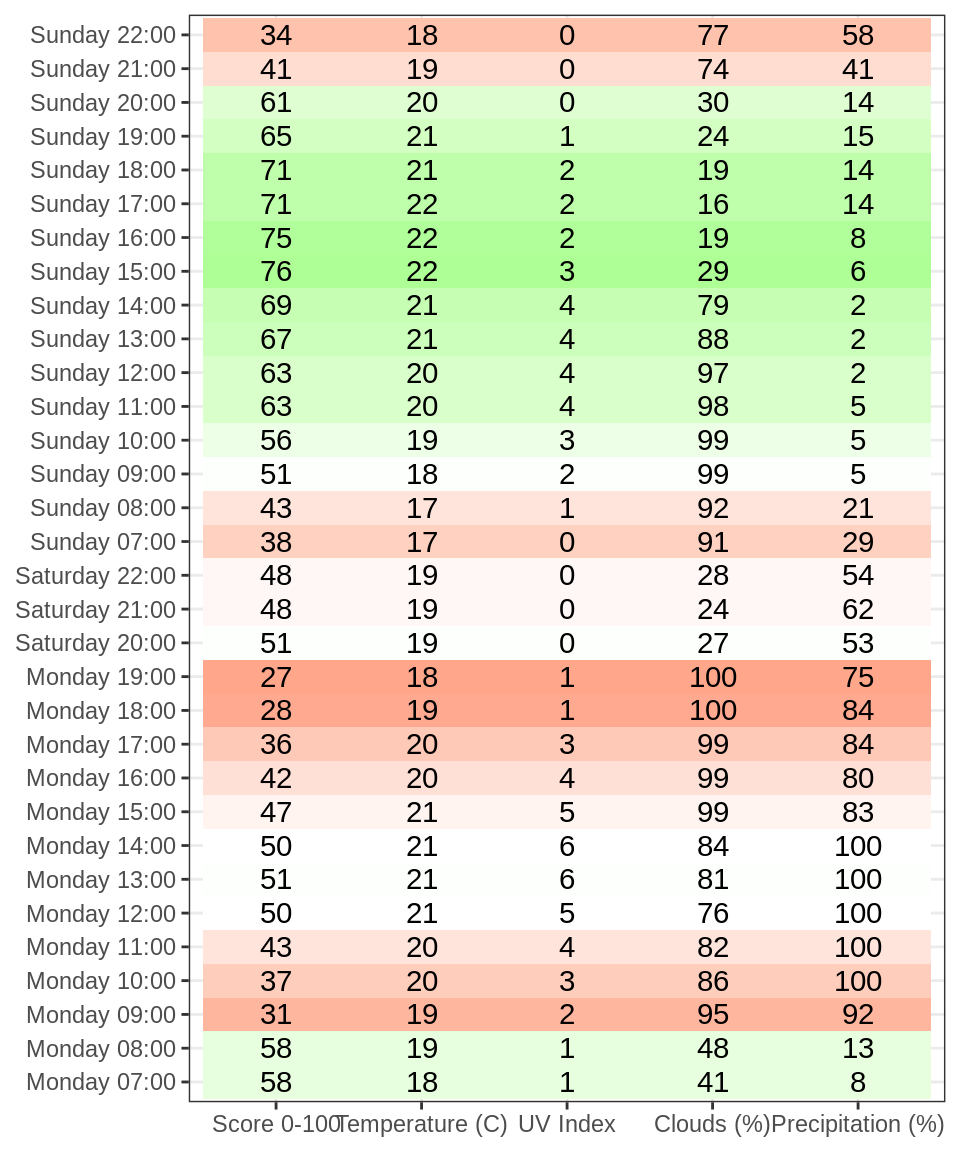 Sunday 22:00 34 18 0 77 58
Sunday 21:00 41 19 0 74 41
Sunday 20:00 61 20 0 30 14
Sunday 19:00 65 21 1 24 15
Sunday 18:00 71 21 2 19 14
Sunday 17:00 71 22 2 16 14
Sunday 16:00 75 22 2 19 8
Sunday 15:00 76 22 3 29 6
Sunday 14:00 69 21 4 79 2
Sunday 13:00 67 21 4 88 2
Sunday 12:00 63 20 4 97 2
Sunday 11:00 63 20 4 98 5
Sunday 10:00 56 19 3 99 5
Sunday 09:00 51 18 2 99 5
Sunday 08:00 43 17 1 92 21
Sunday 07:00 38 17 0 91 29
Saturday 22:00 48 19 0 28 54
Saturday 21:00 48 19 0 24 62
Saturday 20:00 51 19 0 27 53
Monday 19:00 27 18 1 100 75
Monday 18:00 28 19 1 100 84
Monday 17:00 36 20 3 99 84
Monday 16:00 42 20 4 99 80
Monday 15:00 47 21 5 99 83
Monday 14:00 50 21 6 84 100
Monday 13:00 51 21 6 81 100
Monday 12:00 50 21 5 76 100
Monday 11:00 43 20 4 82 100
Monday 10:00 37 20 3 86 100
Monday 09:00 31 19 2 95 92
Monday 08:00 58 19 1 48 13
Monday 07:00 58 18 1 41 8
Score 0-100 Temperature (C) UV Index Clouds (%) Precipitation (%)